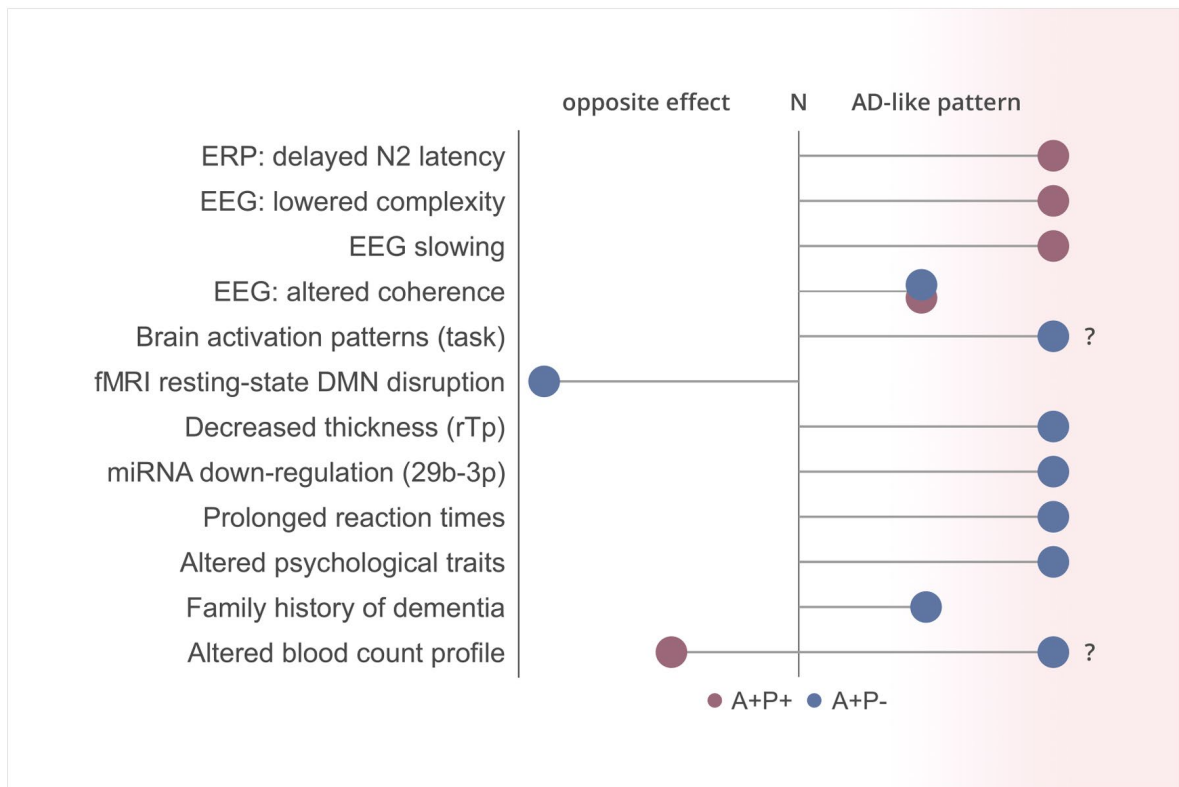 opposite effect N AD-like pattern
ERP: delayed N2 latency
EEG: lowered complexity
EEG slowing
EEG: altered coherence
Brain activation patterns (task) ?
fMRI resting-state DMN disruption
Decreased thickness (rTp)
miRNA down-regulation (29b-3p)
Prolonged reaction times
Altered psychological traits
Family history of dementia
Altered blood count profile ?
A+P+ A+P-